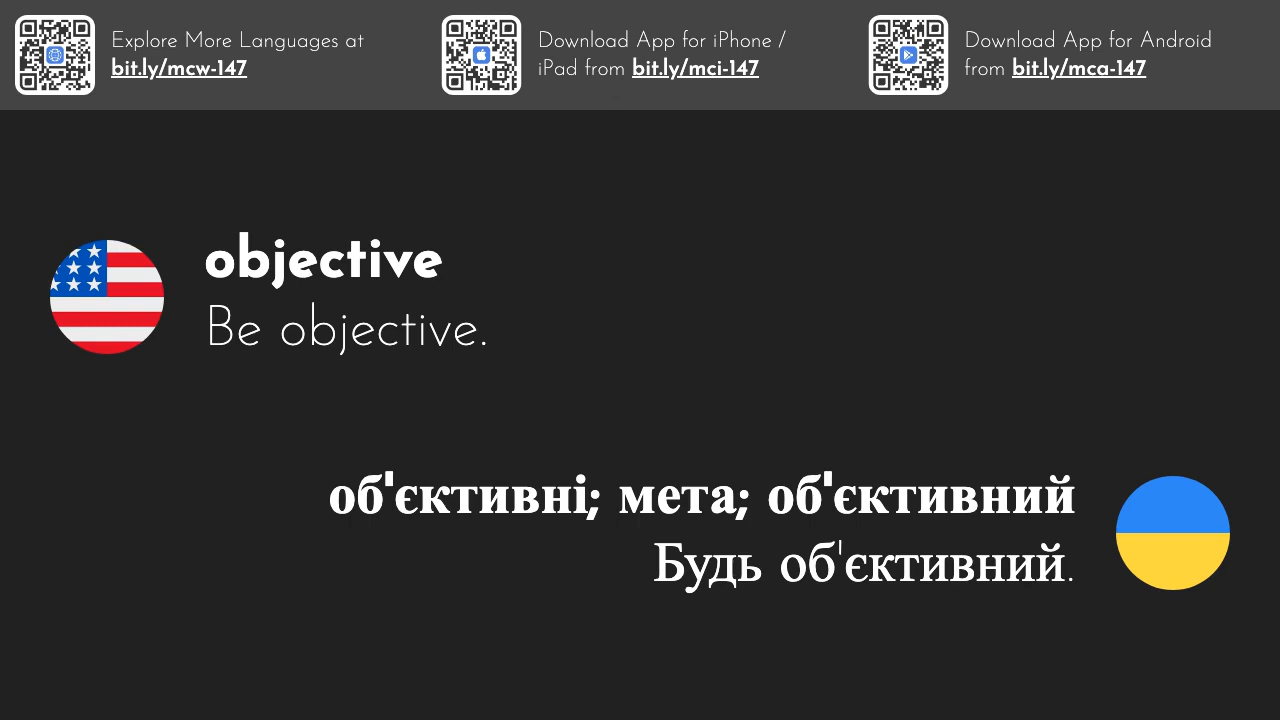 Explore More Languages at
bit.ly/mcw-147
Download App for iPhone /
iPad from bit.ly/mci-147
Download App for Android
from bit.ly/mca-147
objective
Be objective.
об'єктивні; мета; об'єктивний
Будь об'єктивний.